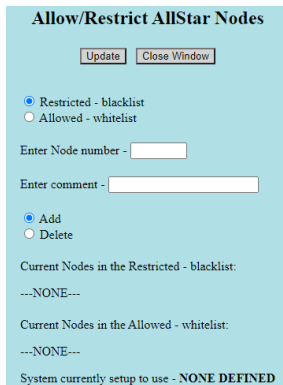 Allow/Restrict AllStar Nodes
Update Close Window
Restricted - blacklist
Allowed - whitelist
Enter Node number -
Enter comment -
Add
Delete
Current Nodes in the Restricted - blacklist:
---NONE---
Current Nodes in the Allowed - whitelist:
---NONE---
System currently setup to use - NONE DEFINED